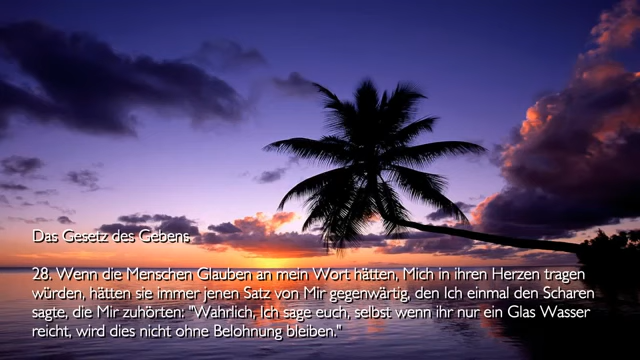 Das Gesetz des Gebens
28. Wenn die Menschen Glauben an mein Wort hätten, Mich in ihren Herzen tragen
würden, hätten sie immer jenen Satz von Mir gegenwärtig, den Ich einmal den Scharen
sagte, die Mir zuhörten: "Wahrlich, Ich sage euch, selbst wenn ihr nur ein Glas Wasser
reicht, wird dies nicht ohne Belohnung bleiben."